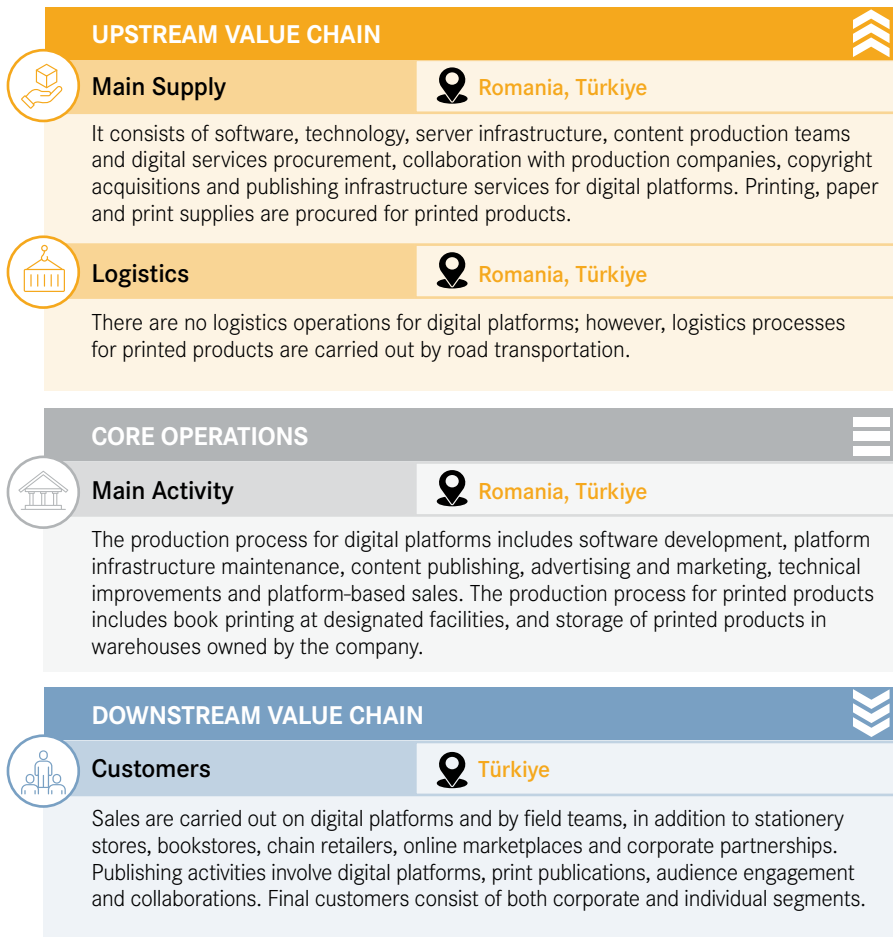 UPSTREAM VALUE CHAIN
Main Supply
Romania, Türkiye
It consists of software, technology, server infrastructure, content production teams
and digital services procurement, collaboration with production companies, copyright
acquisitions and publishing infrastructure services for digital platforms. Printing, paper
and print supplies are procured for printed products.
Logistics
Romania, Türkiye
There are no logistics operations for digital platforms; however, logistics processes
for printed products are carried out by road transportation.
CORE OPERATIONS
Main Activity
Romania, Türkiye
The production process for digital platforms includes software development, platform
infrastructure maintenance, content publishing, advertising and marketing, technical
improvements and platform-based sales. The production process for printed products
includes book printing at designated facilities, and storage of printed products in
warehouses owned by the company.
DOWNSTREAM VALUE CHAIN
Customers
Türkiye
Sales are carried out on digital platforms and by field teams, in addition to stationery
stores, bookstores, chain retailers, online marketplaces and corporate partnerships.
Publishing activities involve digital platforms, print publications, audience engagement
and collaborations. Final customers consist of both corporate and individual segments.